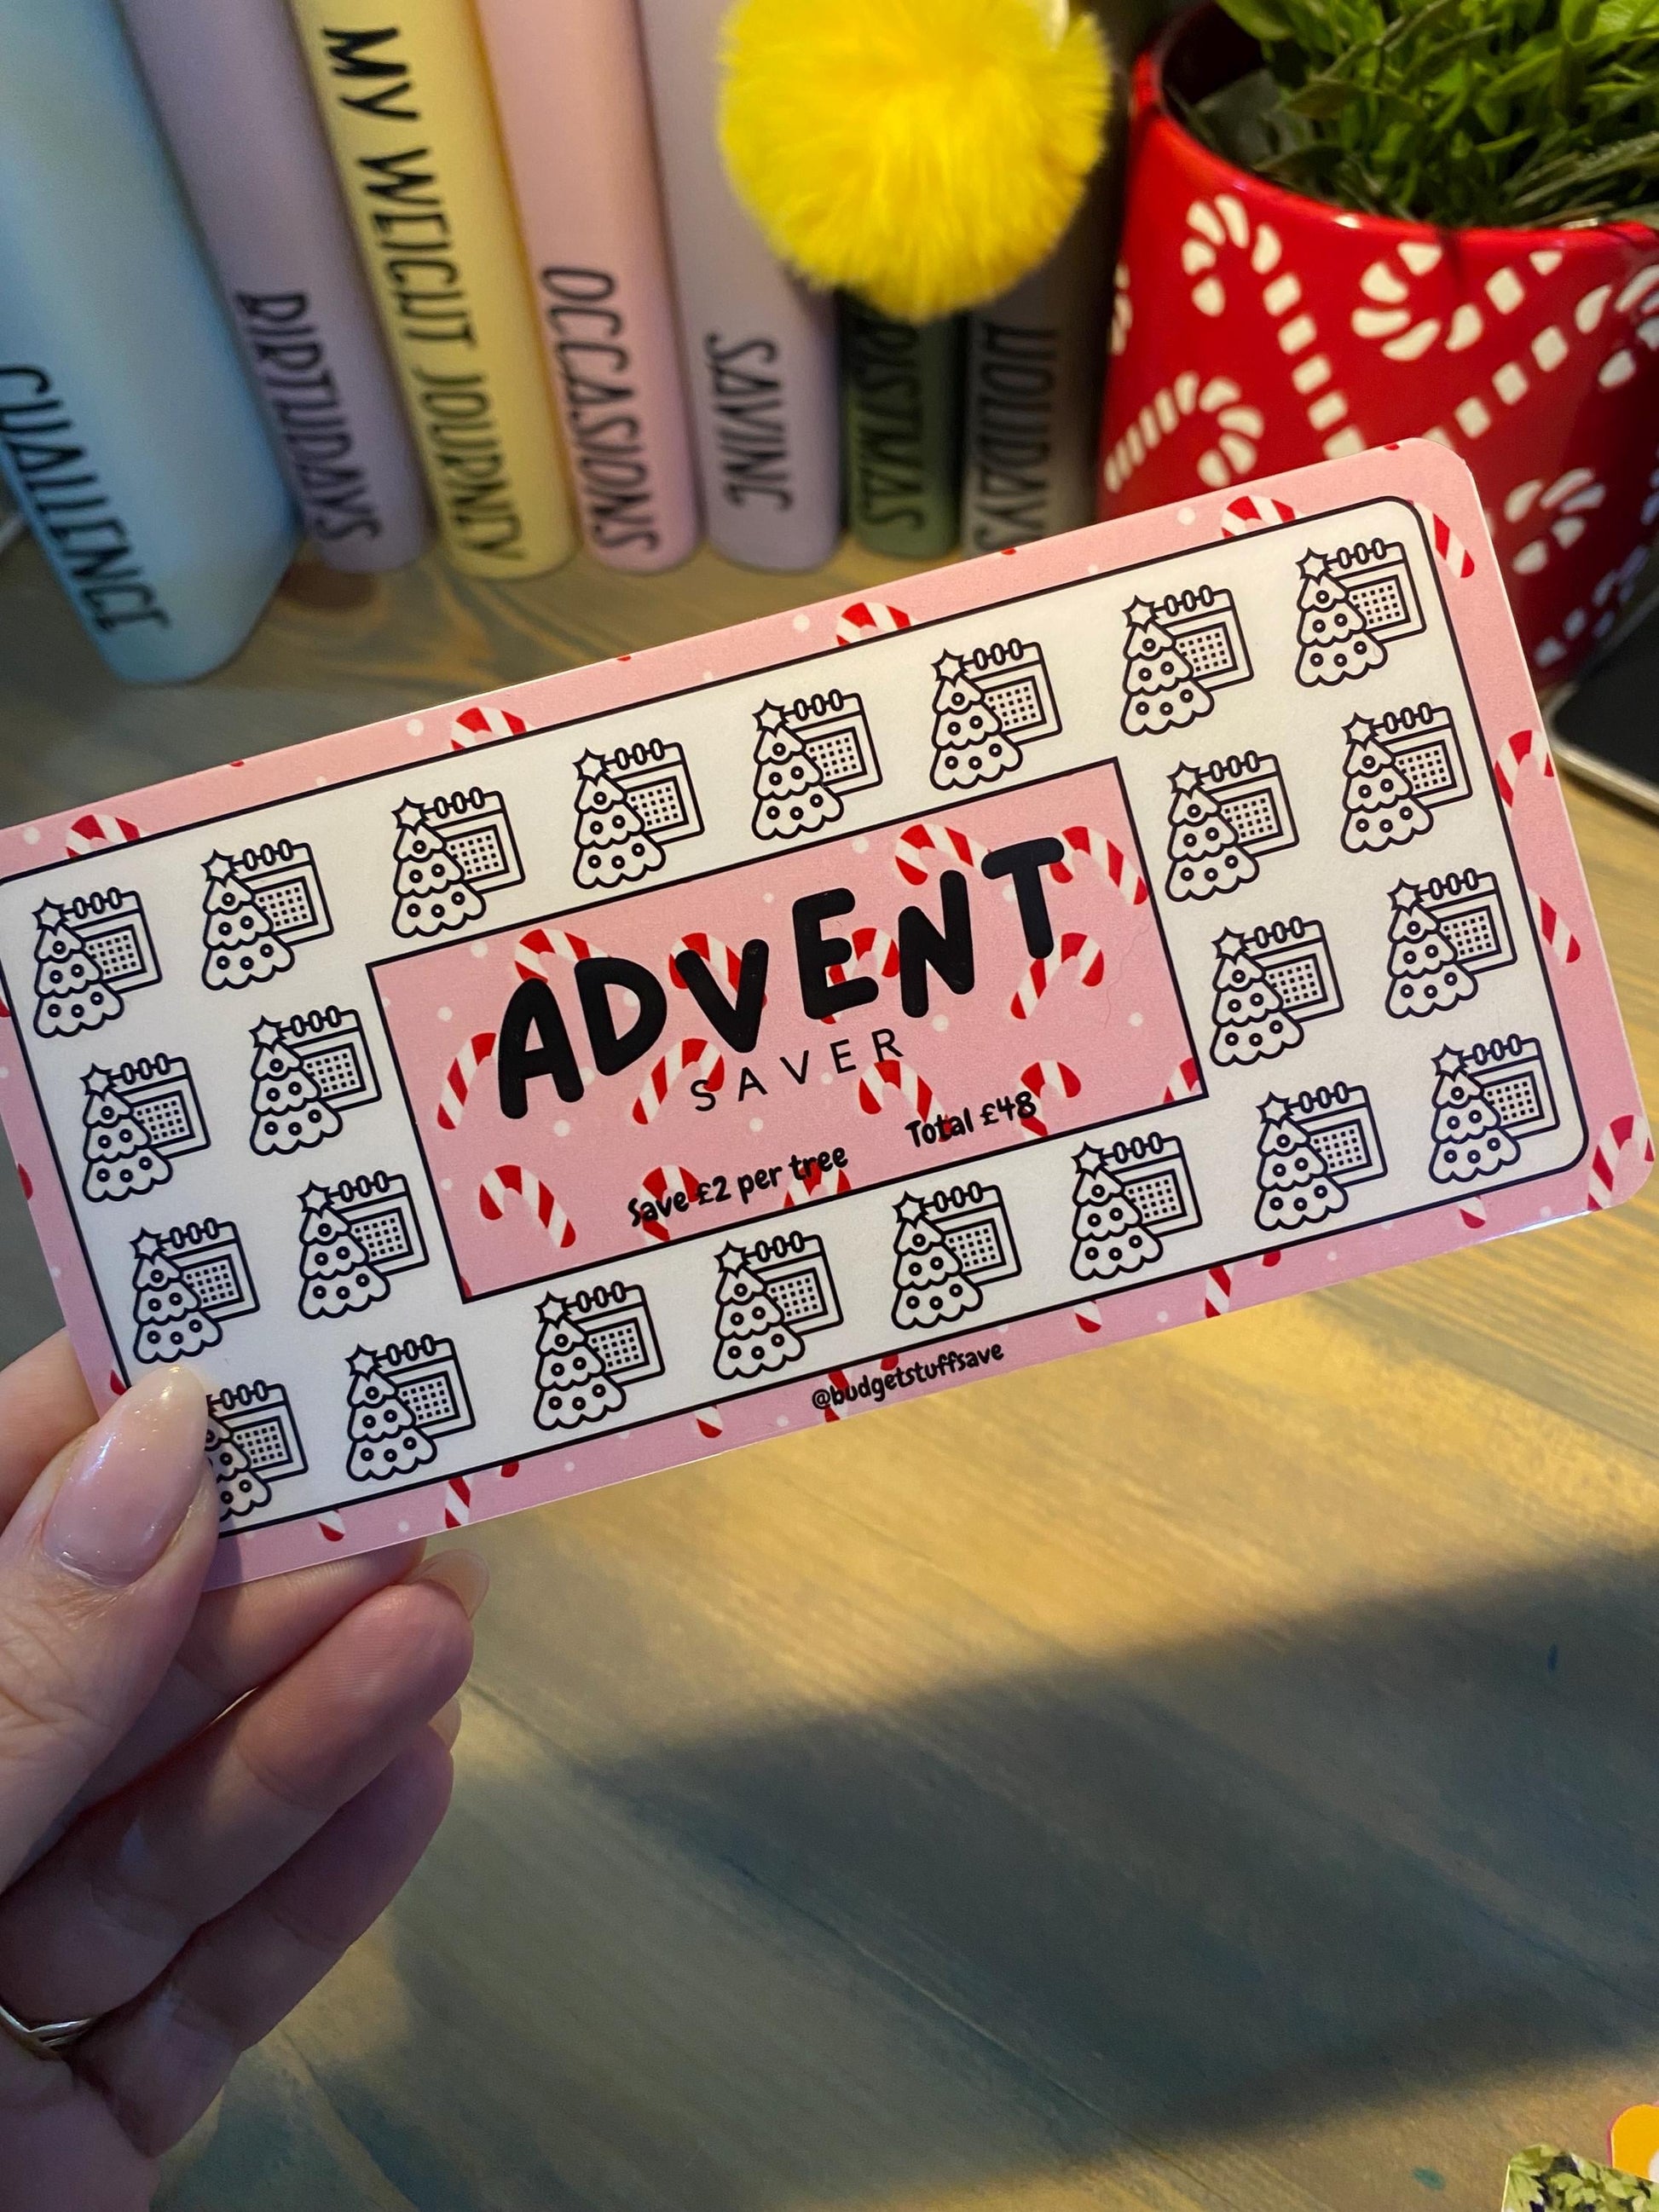 CHALLENGE
BIRTHDAYS
MY WEIGHT JOURNEY
OCCASIONS
SAVING
HOLIDAYS
ADVENT
SAVER
Save £2 per tree
Total £48
@budgetstuffsave